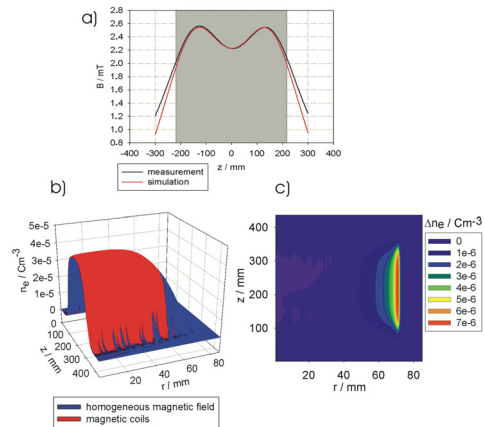 a)
B / mT
2.8
2.6
2.4
2.2
2.0
1.8
1.6
1.4
1.2
1.0
0.8
-400 -300 -200 -100 0 100 200 300 400
z / mm
measurement
simulation
b)
n_e / Cm-3
5e-5
4e-5
3e-5
2e-5
1e-5
0
0
100
200
300
400
z / mm
0 20 40 60 80
r / mm
homogeneous magnetic field
magnetic coils
c)
z / mm
400
300
200
100
20 40 60 80
r / mm
Δne / Cm-3
0
1e-6
2e-6
3e-6
4e-6
5e-6
6e-6
7e-6